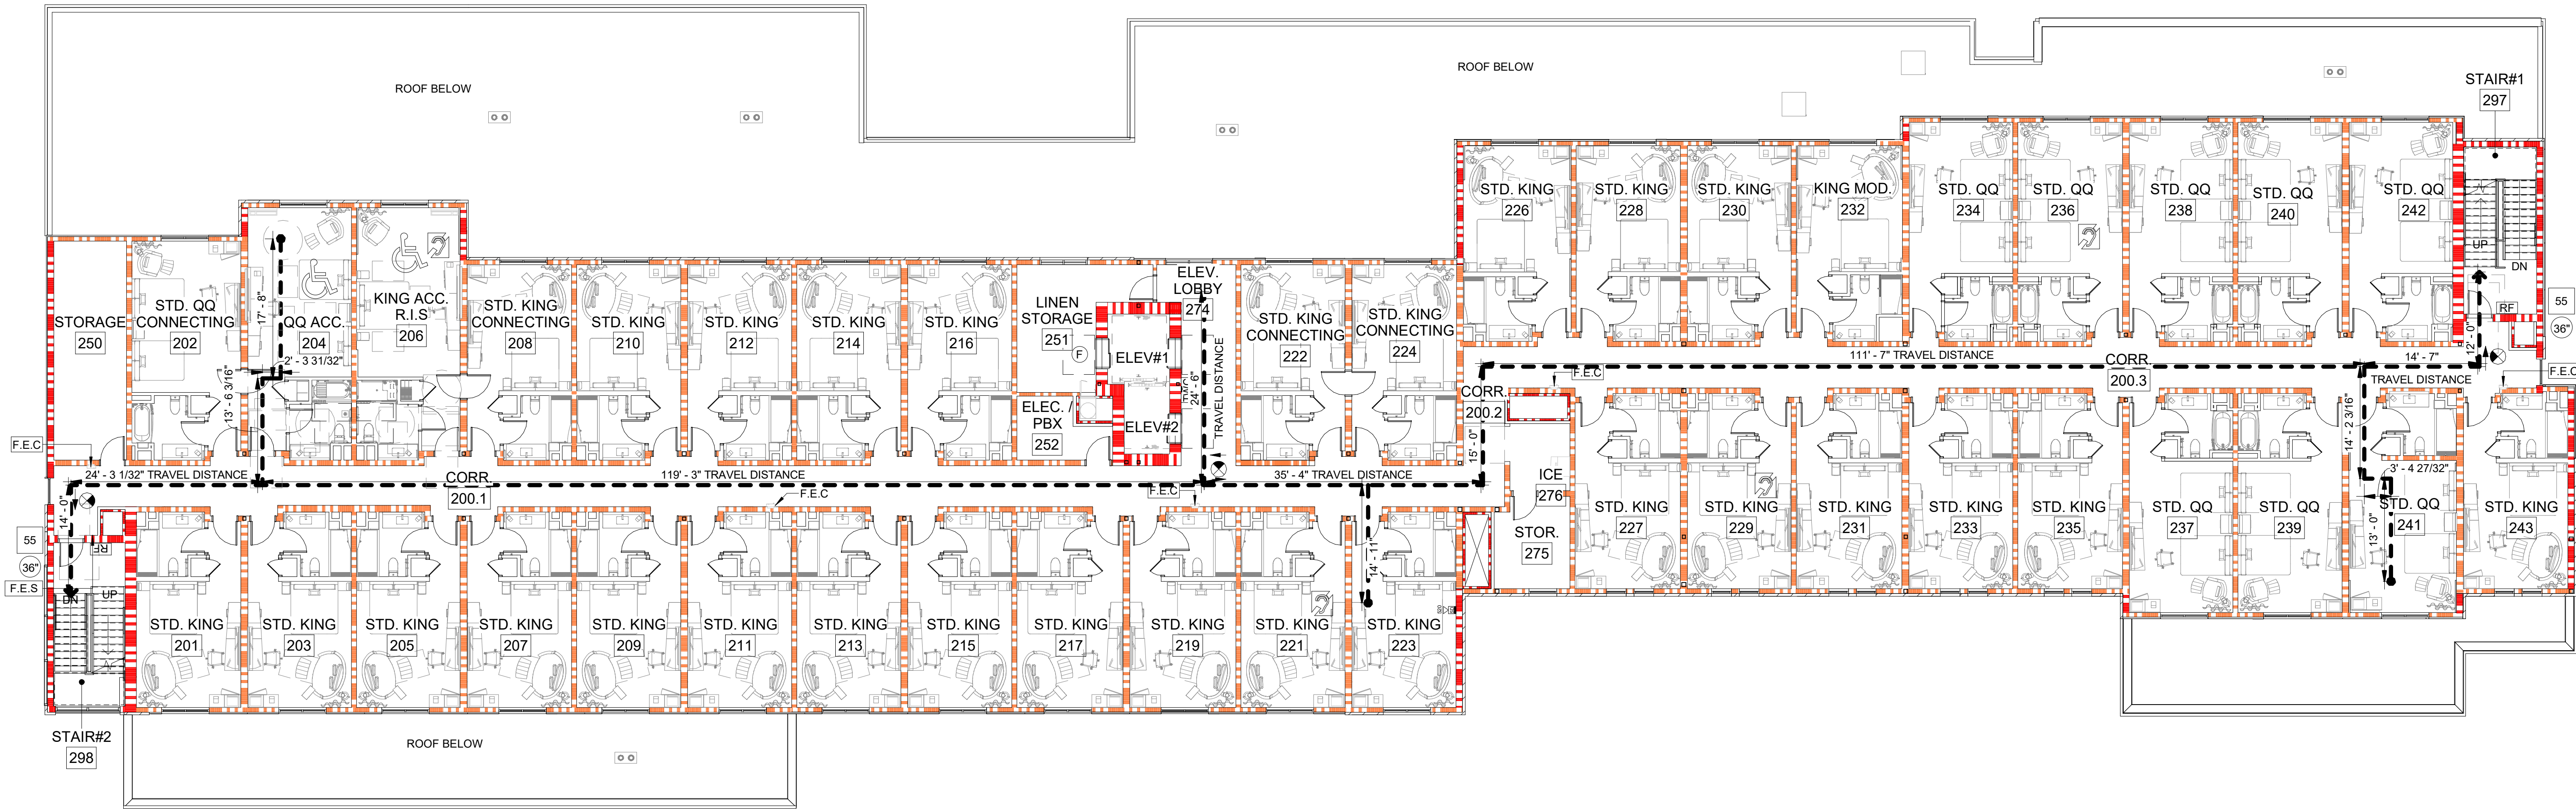 ROOF BELOW
ROOF BELOW
STAIR#1
297
STD. KING
226
STD. KING
228
STD. KING
230
KING MOD.
232
STD. QQ
234
STD. QQ
236
STD. QQ
238
STD. QQ
240
STD. QQ
242
UP
DN
RF
55
36"
F.E.C
12' - 0"
STORAGE
250
STD. QQ
CONNECTING
202
17' - 8"
QQ ACC.
204
2' - 3 31/32"
13' - 6 3/16"
KING ACC.
R.I.S
206
STD. KING
CONNECTING
208
STD. KING
210
STD. KING
212
STD. KING
214
STD. KING
216
LINEN
STORAGE
251
F
ELEC. /
PBX
252
ELEV.
LOBBY
274
ELEV#1
ELEV#2
24' - 6"
TRAVEL DISTANCE
STD. KING
CONNECTING
222
STD. KING
CONNECTING
224
111' - 7" TRAVEL DISTANCE
CORR.
200.3
14' - 7"
TRAVEL DISTANCE
F.E.C
CORR.
200.2
15' - 0"
F.E.C
24' - 3 1/32" TRAVEL DISTANCE
119' - 3" TRAVEL DISTANCE
CORR.
200.1
F.E.C
F.E.C
35' - 4" TRAVEL DISTANCE
14' - 11"
ICE
276
STOR.
275
STD. KING
227
STD. KING
229
STD. KING
231
STD. KING
233
STD. KING
235
STD. QQ
237
STD. QQ
239
14' - 2 3/16"
3' - 4 27/32"
STD. QQ
241
13' - 0"
STD. KING
243
14' - 0"
55
36"
F.E.S
RF
DN
UP
STD. KING
201
STD. KING
203
STD. KING
205
STD. KING
207
STD. KING
209
STD. KING
211
STD. KING
213
STD. KING
215
STD. KING
217
STD. KING
219
STD. KING
221
STD. KING
223
STAIR#2
298
ROOF BELOW